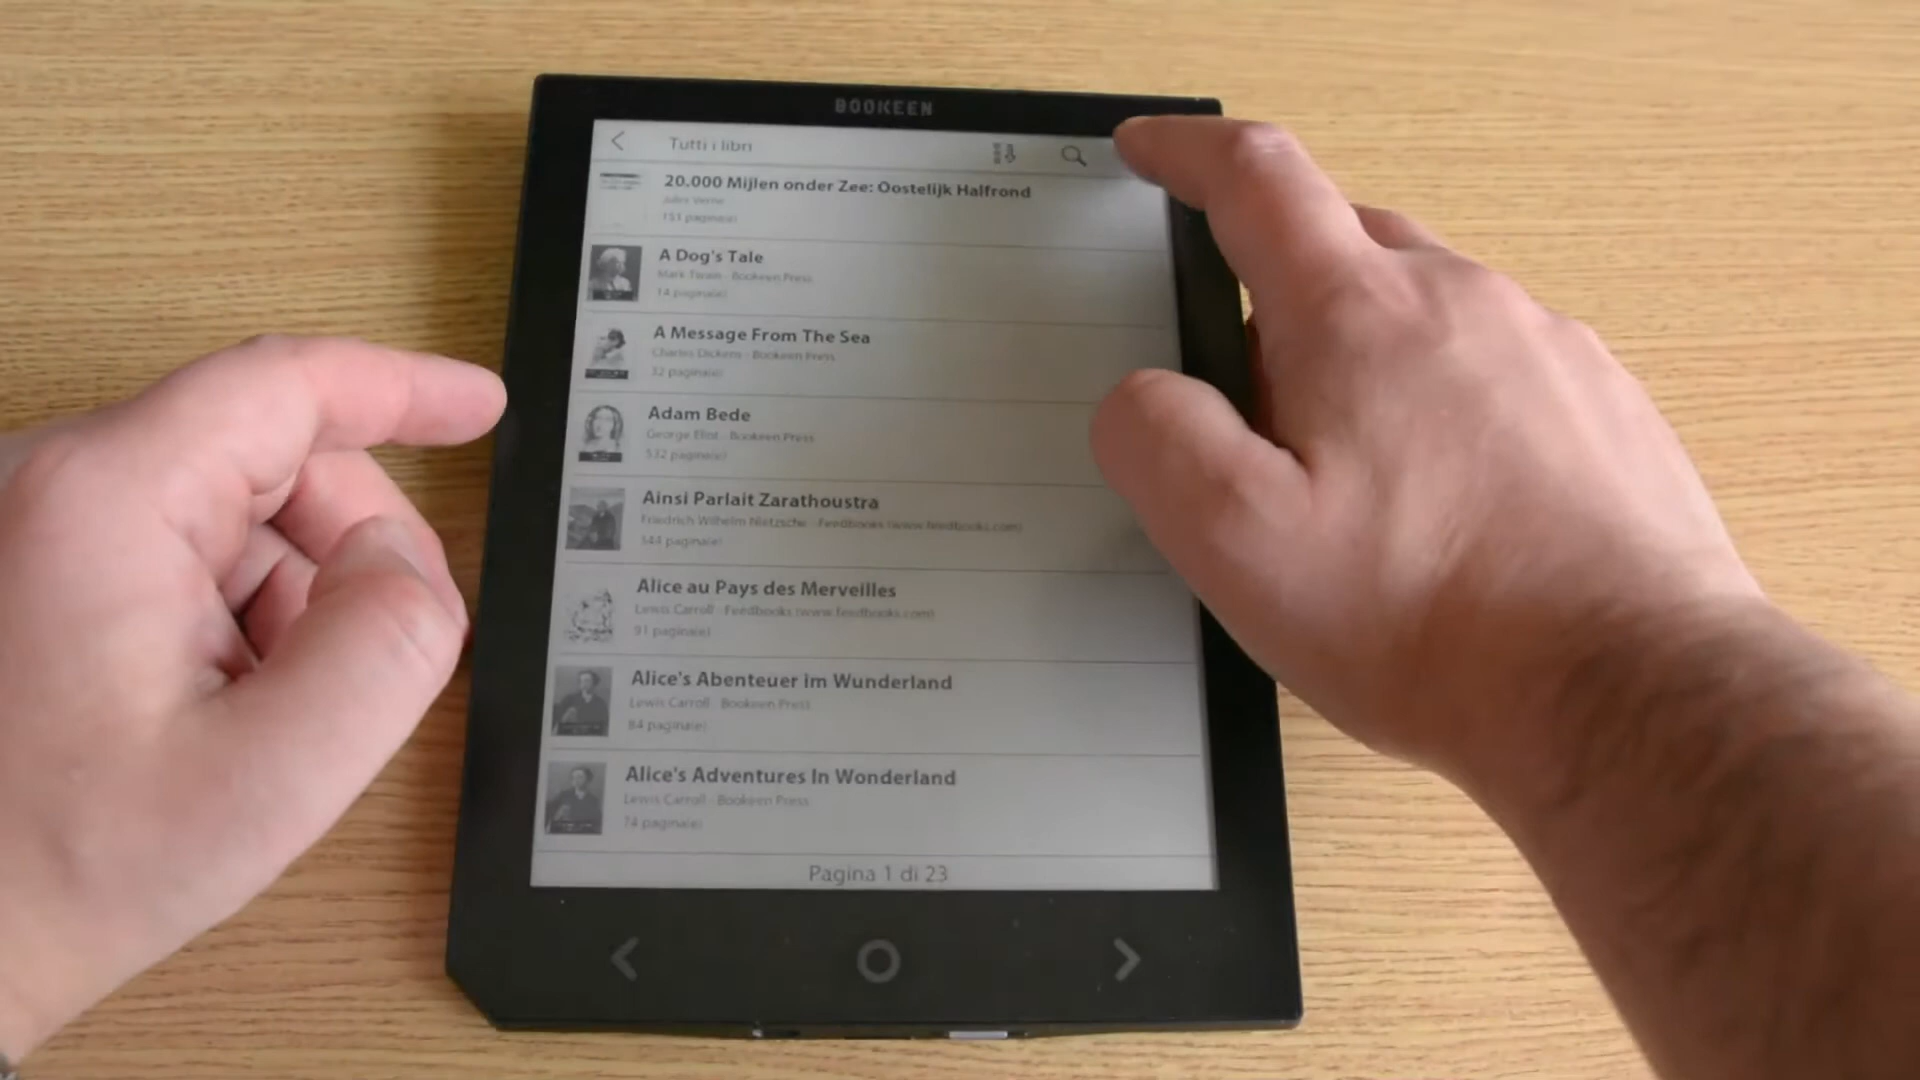 BOOKEEN
Tutti i libri
20.000 Mijlen onder Zee: Oostelijk Halfrond
Jules Verne
151 pagina(e)
A Dog's Tale
Mark Twain - Bookeen Press
14 pagina(e)
A Message From The Sea
Charles Dickens - Bookeen Press
32 pagina(e)
Adam Bede
George Eliot - Bookeen Press
532 pagina(e)
Ainsi Parlait Zarathoustra
Friedrich Wilhelm Nietzsche - Feedbooks (www.feedbooks.com)
344 pagina(e)
Alice au Pays des Merveilles
Lewis Carroll - Feedbooks (www.feedbooks.com)
91 pagina(e)
Alice's Abenteuer im Wunderland
Lewis Carroll - Bookeen Press
84 pagina(e)
Alice's Adventures In Wonderland
Lewis Carroll - Bookeen Press
74 pagina(e)
Pagina 1 di 23